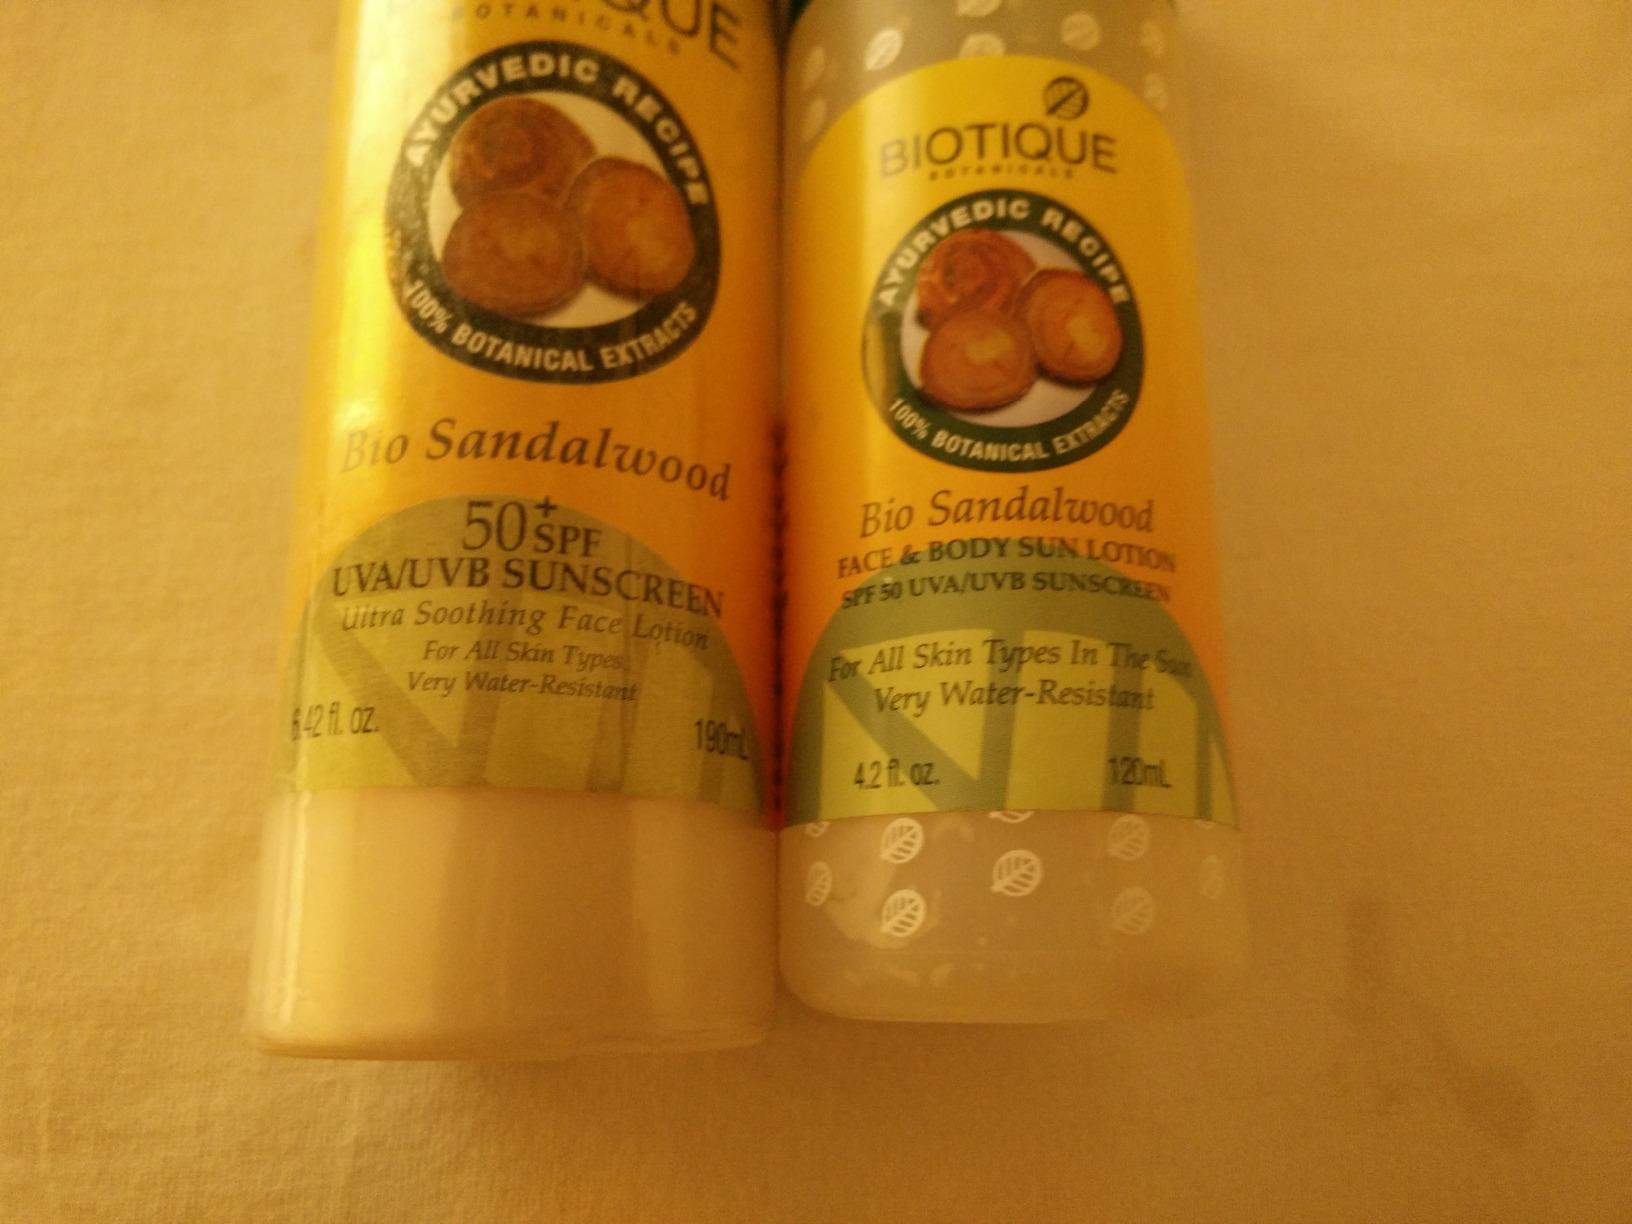 BOTANICALS
AYURVEDIC RECIPE
100% BOTANICAL EXTRACTS
Bio Sandalwood
50+ SPF
UVA/UVB SUNSCREEN
Ultra Soothing Face Lotion
For All Skin Types
Very Water-Resistant
6.42 fl. oz. 190mL
BIOTIQUE
BOTANICALS
AYURVEDIC RECIPE
100% BOTANICAL EXTRACTS
Bio Sandalwood
FACE & BODY SUN LOTION
SPF 50 UVA/UVB SUNSCREEN
For All Skin Types In The Sun
Very Water-Resistant
4.2 fl. oz. 120mL